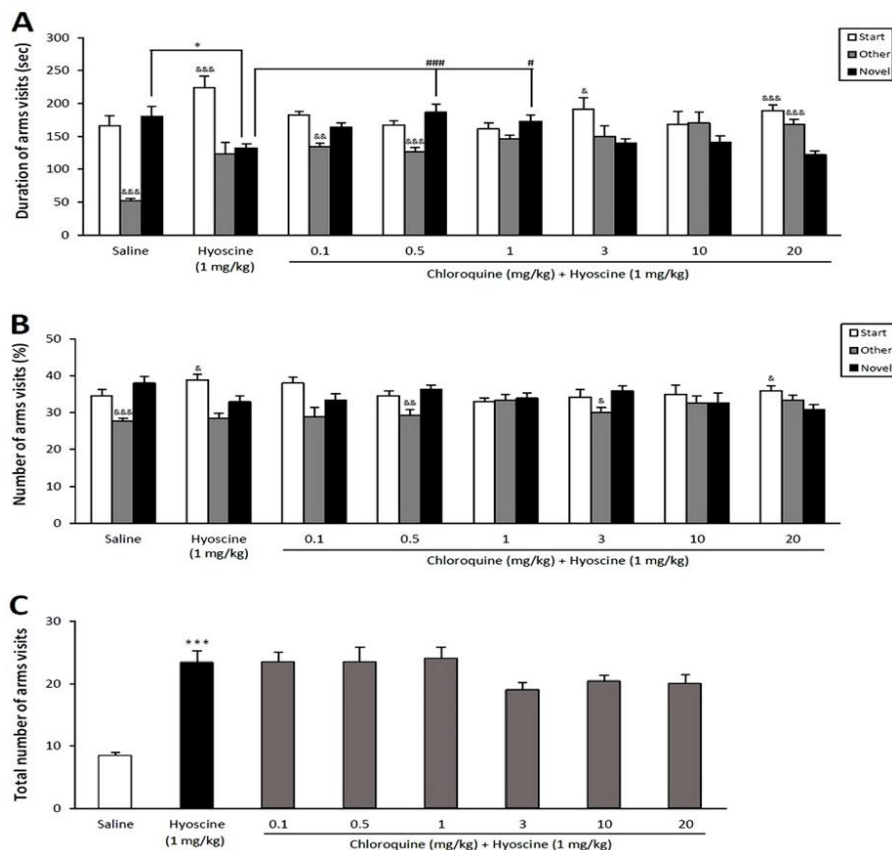 A
Duration of arms visits (sec)
300
250
200
150
100
50
0
&&&
&&&
*
&&
&&&
###
#
&
&&&
&&&
Start
Other
Novel
Saline
Hyoscine
(1 mg/kg)
0.1
0.5
1
3
10
20
Chloroquine (mg/kg) + Hyoscine (1 mg/kg)
B
Number of arms visits (%)
50
40
30
20
10
0
&&&
&
&&
&
&
Start
Other
Novel
Saline
Hyoscine
(1 mg/kg)
0.1
0.5
1
3
10
20
Chloroquine (mg/kg) + Hyoscine (1 mg/kg)
C
Total number of arms visits
30
20
10
0
***
Saline
Hyoscine
(1 mg/kg)
0.1
0.5
1
3
10
20
Chloroquine (mg/kg) + Hyoscine (1 mg/kg)